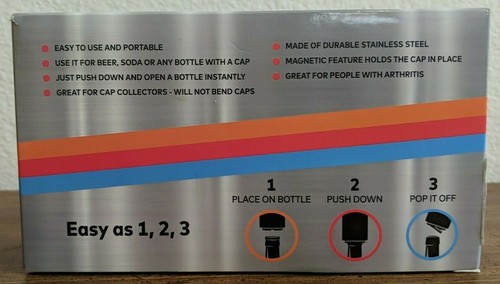 EASY TO USE AND PORTABLE
USE IT FOR BEER, SODA OR ANY BOTTLE WITH A CAP
JUST PUSH DOWN AND OPEN A BOTTLE INSTANTLY
GREAT FOR CAP COLLECTORS - WILL NOT BEND CAPS
MADE OF DURABLE STAINLESS STEEL
MAGNETIC FEATURE HOLDS THE CAP IN PLACE
GREAT FOR PEOPLE WITH ARTHRITIS
Easy as 1, 2, 3
1
PLACE ON BOTTLE
2
PUSH DOWN
3
POP IT OFF